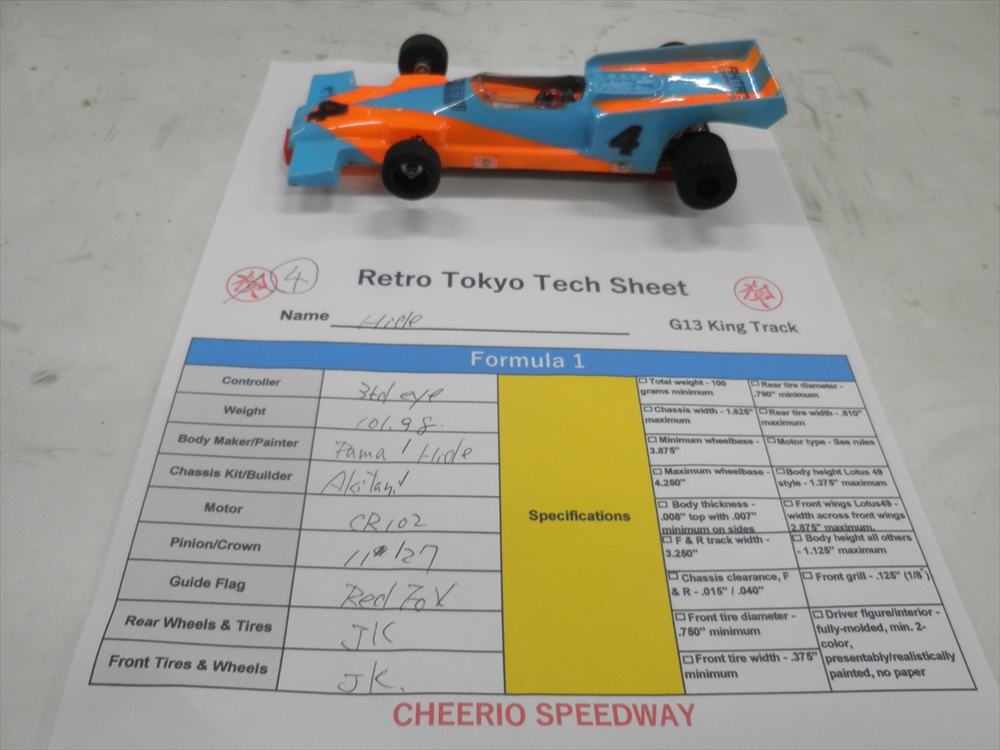 4
4
4
Retro Tokyo Tech Sheet
Name Hide
G13 King Track
Formula 1
Controller 3td eye
Weight 101.98
Body Maker/Painter Pama / Hide
Chassis Kit/Builder Akitani
Motor CR102
Pinion/Crown 11 / 27
Guide Flag Red Fox
Rear Wheels & Tires JK
Front Tires & Wheels JK.
Specifications
Total weight - 100 grams minimum
Rear tire diameter - .790" minimum
Chassis width - 1.625" maximum
Rear tire width - .810" maximum
Minimum wheelbase - 3.875"
Motor type - See rules
Maximum wheelbase - 4.250"
Body height Lotus 49 style - 1.375" maximum
Body thickness - .008" top with .007" minimum on sides
Front wings Lotus49 - width across front wings 2.875" maximum.
F & R track width - 3.250"
Body height all others - 1.125" maximum
Chassis clearance, F & R - .015" / .040"
Front grill - .125" (1/8")
Front tire diameter - .750" minimum
Driver figure/interior - fully-molded, min. 2-color, presentably/realistically painted, no paper
Front tire width - .375" minimum
CHEERIO SPEEDWAY